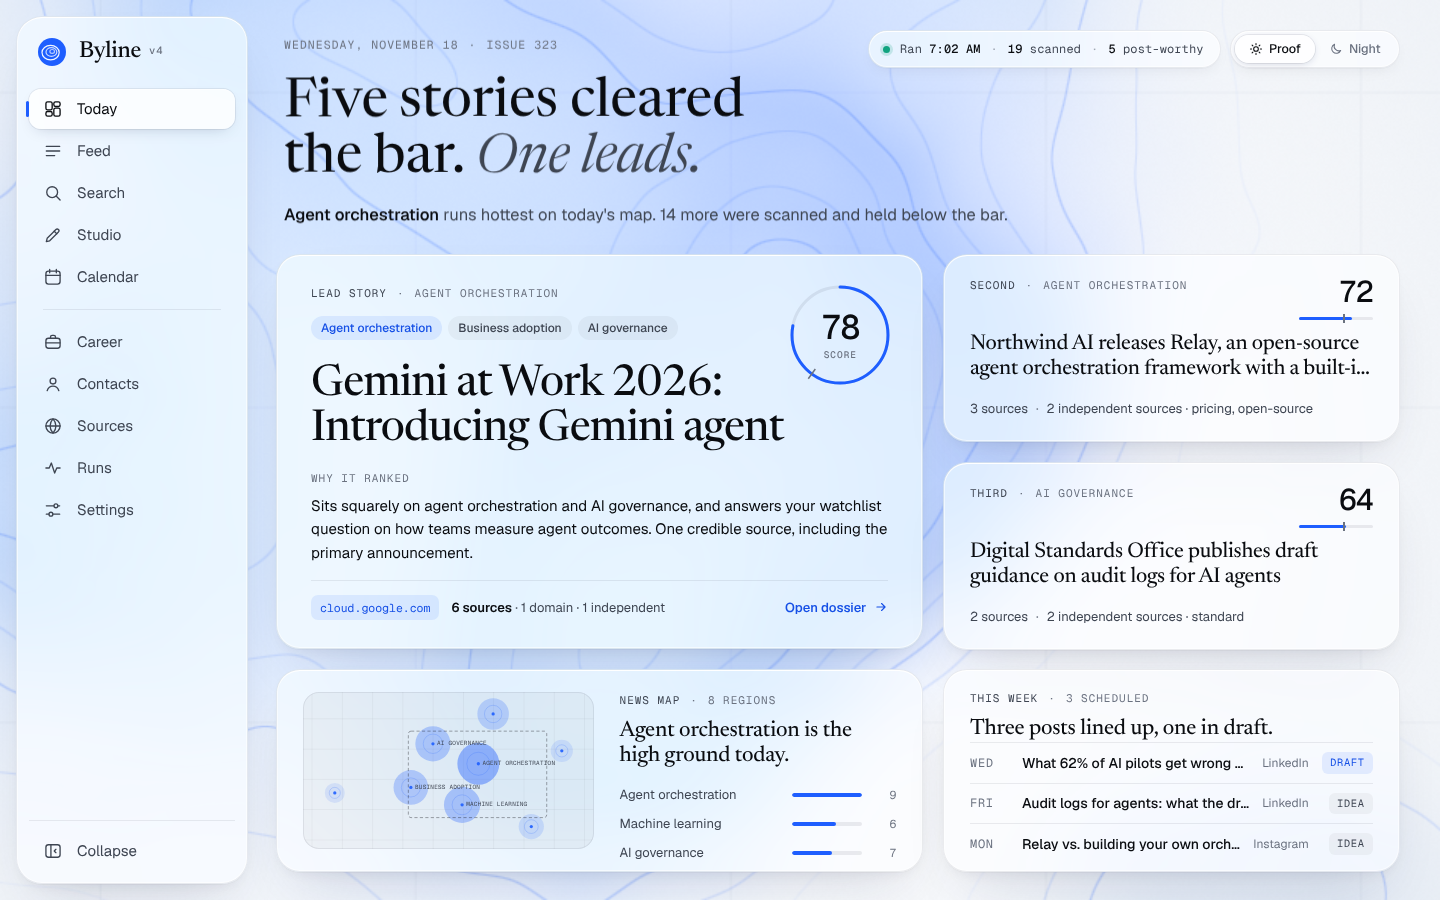 Byline v4
Today
Feed
Search
Studio
Calendar
Career
Contacts
Sources
Runs
Settings
Collapse
WEDNESDAY, NOVEMBER 18 · ISSUE 323
Ran 7:02 AM · 19 scanned · 5 post-worthy
Proof
Night
Five stories cleared
the bar. One leads.
Agent orchestration runs hottest on today's map. 14 more were scanned and held below the bar.
LEAD STORY · AGENT ORCHESTRATION
Agent orchestration
Business adoption
AI governance
78
SCORE
Gemini at Work 2026:
Introducing Gemini agent
WHY IT RANKED
Sits squarely on agent orchestration and AI governance, and answers your watchlist
question on how teams measure agent outcomes. One credible source, including the
primary announcement.
cloud.google.com
6 sources · 1 domain · 1 independent
Open dossier →
SECOND · AGENT ORCHESTRATION
72
Northwind AI releases Relay, an open-source
agent orchestration framework with a built-i...
3 sources · 2 independent sources · pricing, open-source
THIRD · AI GOVERNANCE
64
Digital Standards Office publishes draft
guidance on audit logs for AI agents
2 sources · 2 independent sources · standard
AI GOVERNANCE
AGENT ORCHESTRATION
BUSINESS ADOPTION
MACHINE LEARNING
NEWS MAP · 8 REGIONS
Agent orchestration is the
high ground today.
Agent orchestration 9
Machine learning 6
AI governance 7
THIS WEEK · 3 SCHEDULED
Three posts lined up, one in draft.
WED What 62% of AI pilots get wrong ... LinkedIn DRAFT
FRI Audit logs for agents: what the dr... LinkedIn IDEA
MON Relay vs. building your own orch... Instagram IDEA